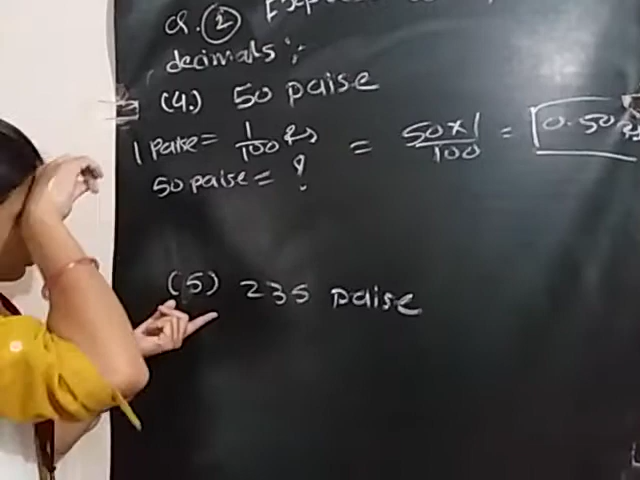 Q. (2) Express
decimals :-
(4.) 50 paise
1 paise = 1/100 Rs = 50 x 1/100 = 0.50 Rs
50 paise = ?
(5) 235 paise